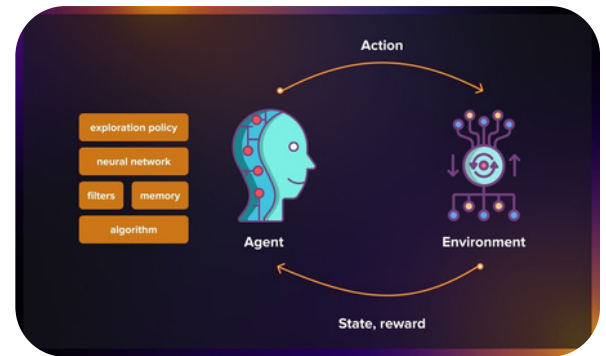 Action
exploration policy
neural network
filters memory
algorithm
Agent Environment
State, reward